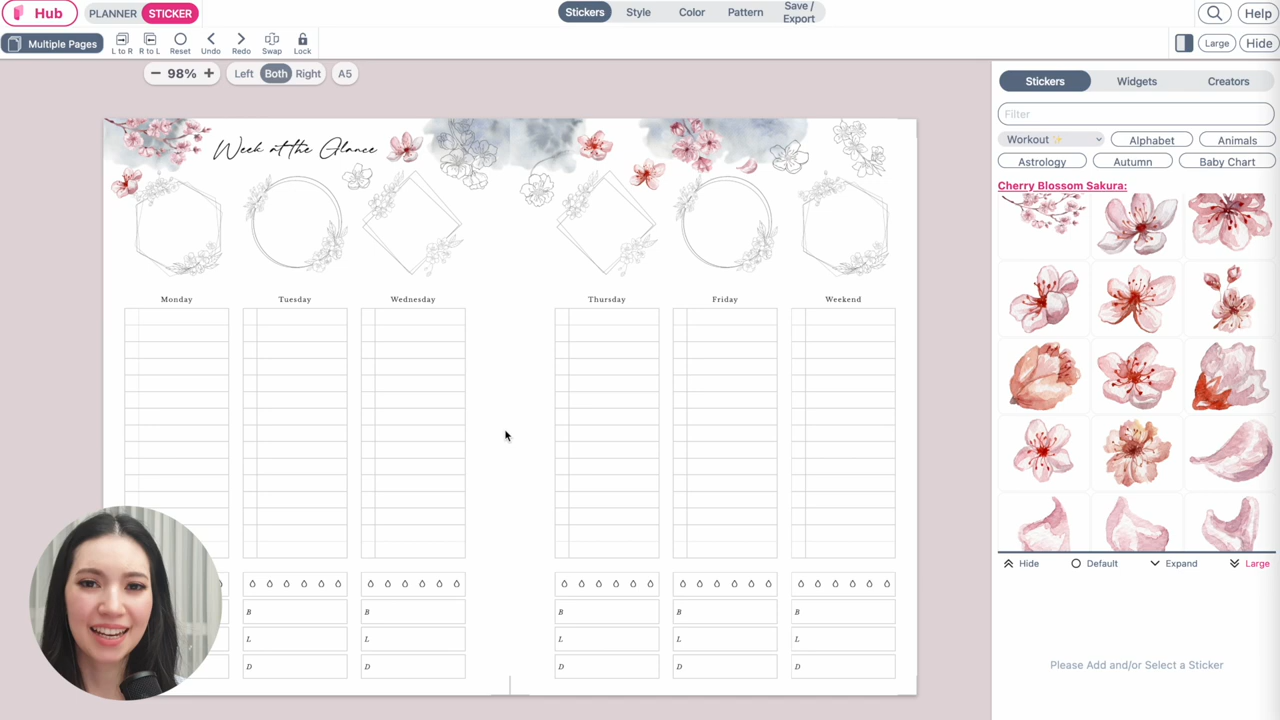 Hub
PLANNER
STICKER
Stickers
Style
Color
Pattern
Save /
Export
Help
Multiple Pages
L to R
R to L
Reset
Undo
Redo
Swap
Lock
Large
Hide
98%
Left
Both
Right
A5
Stickers
Widgets
Creators
Filter
Workout ✨
Alphabet
Animals
Astrology
Autumn
Baby Chart
Cherry Blossom Sakura:
Week at the Glance
Monday
Tuesday
Wednesday
Thursday
Friday
Weekend
B
B
B
B
B
L
L
L
L
L
D
D
D
D
D
Hide
Default
Expand
Large
Please Add and/or Select a Sticker